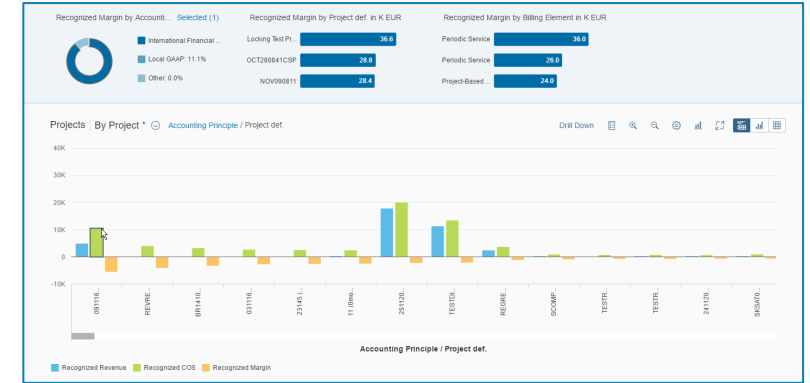 Recognized Margin by Accounti... Selected (1)
Recognized Margin by Project def. in K EUR
Recognized Margin by Billing Element in K EUR
International Financial ...
Local GAAP: 11.1%
Other: 0.0%
Locking Test Pr.. 36.6
OCT280841CSP 28.8
NOV090811 28.4
Periodic Service 36.0
Periodic Service 26.0
Project-Based ... 24.0
Projects By Project * Accounting Principle / Project def.
Drill Down
40K
30K
20K
10K
0
-10K
091116..
REVRE..
BR1410..
031116..
23145 (..
11 (0mo..
251120..
TESTDI..
REGRE..
SCOMP..
TESTR..
TESTR..
241120..
SKSAT0..
Accounting Principle / Project def.
Recognized Revenue Recognized COS Recognized Margin